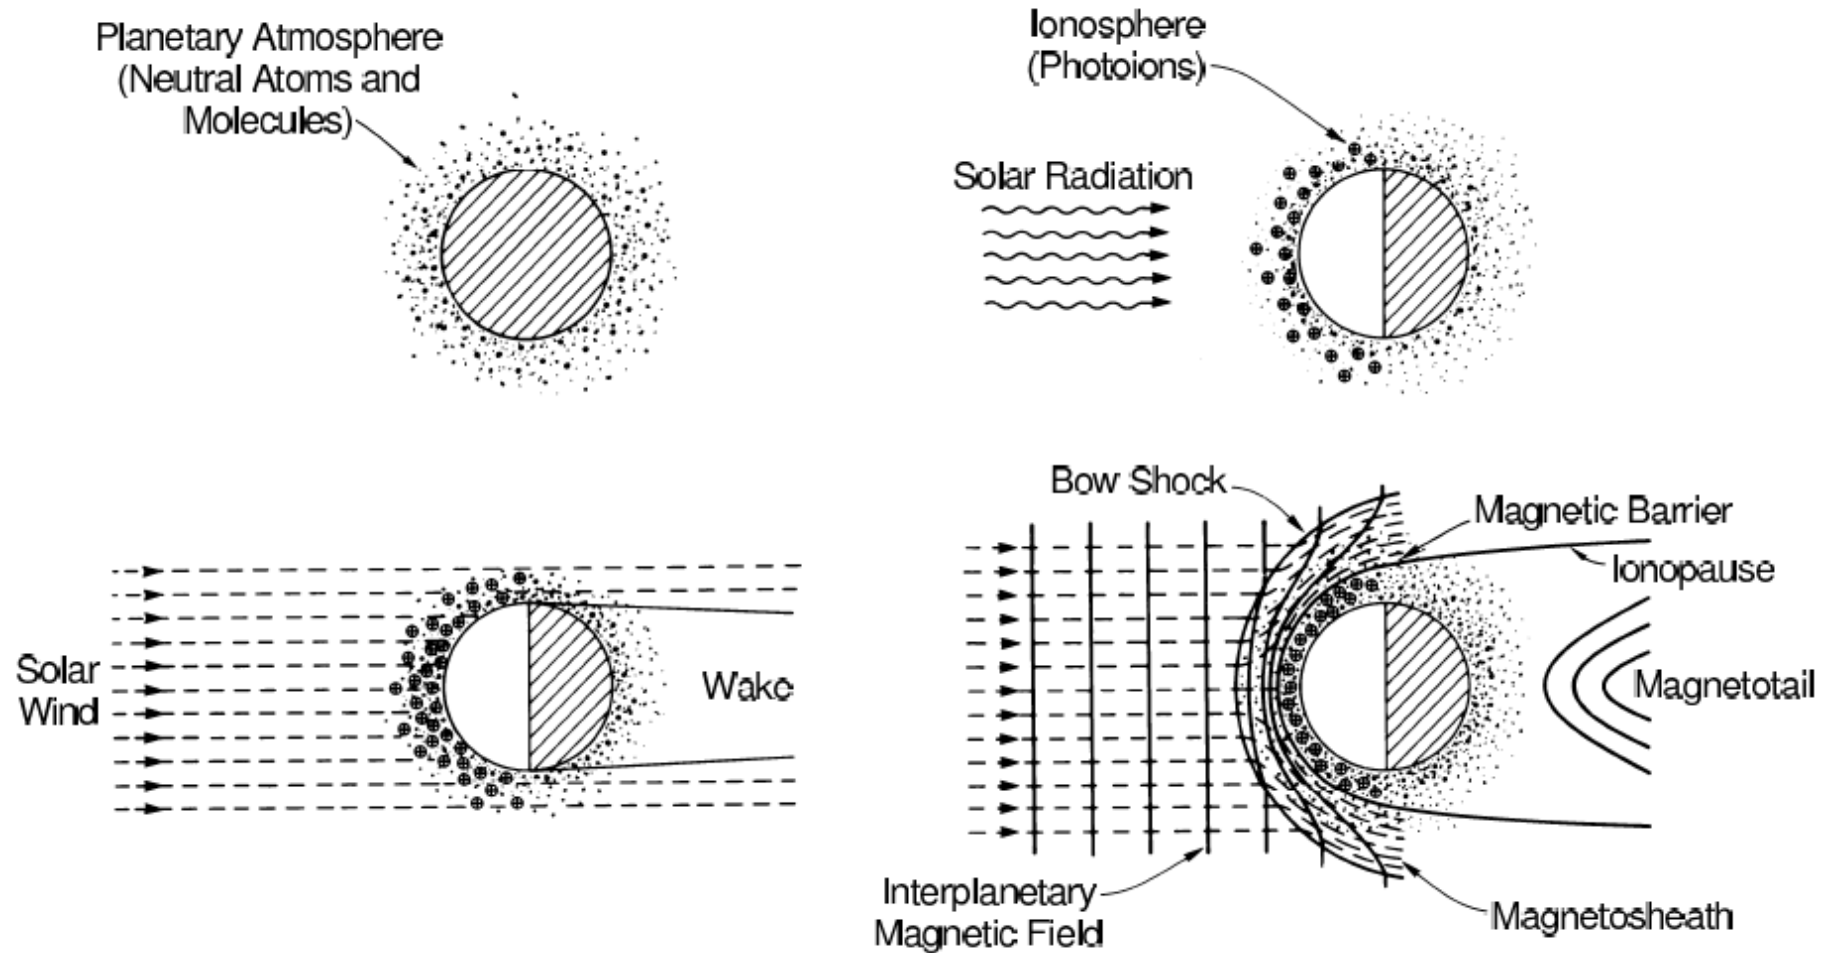 Planetary Atmosphere
(Neutral Atoms and
Molecules)
Ionosphere
(Photoions)
Solar Radiation
Solar
Wind
Wake
Bow Shock
Magnetic Barrier
Ionopause
Magnetotail
Interplanetary
Magnetic Field
Magnetosheath